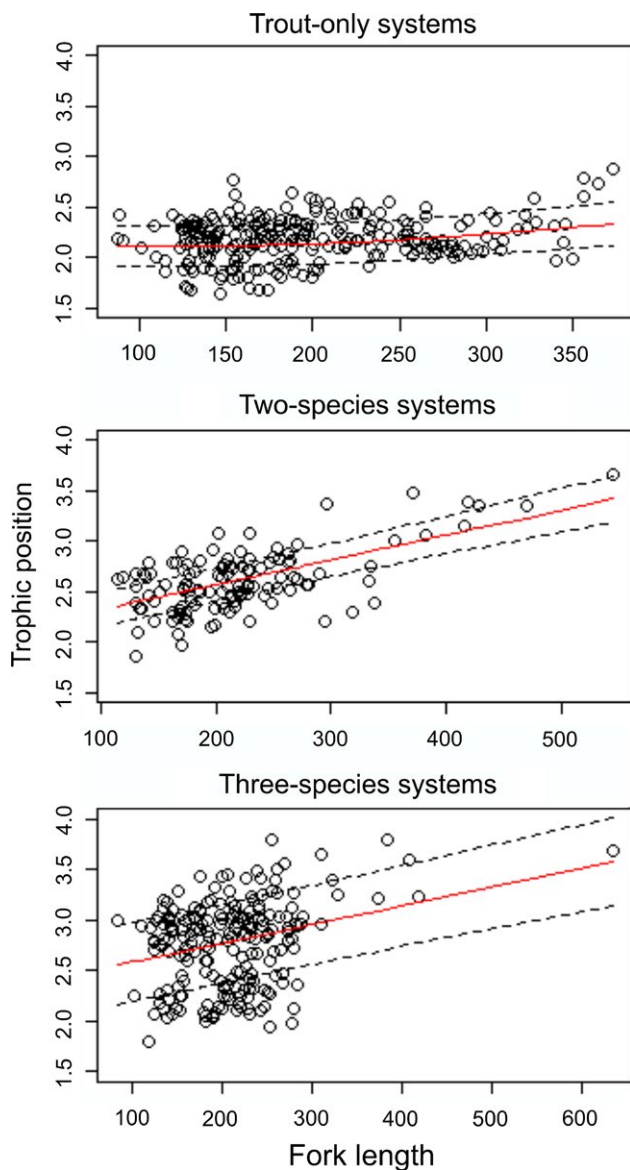 Trout-only systems
4.0
3.5
3.0
2.5
2.0
1.5
100 150 200 250 300 350
Two-species systems
Trophic position
4.0
3.5
3.0
2.5
2.0
1.5
100 200 300 400 500
Three-species systems
4.0
3.5
3.0
2.5
2.0
1.5
100 200 300 400 500 600
Fork length